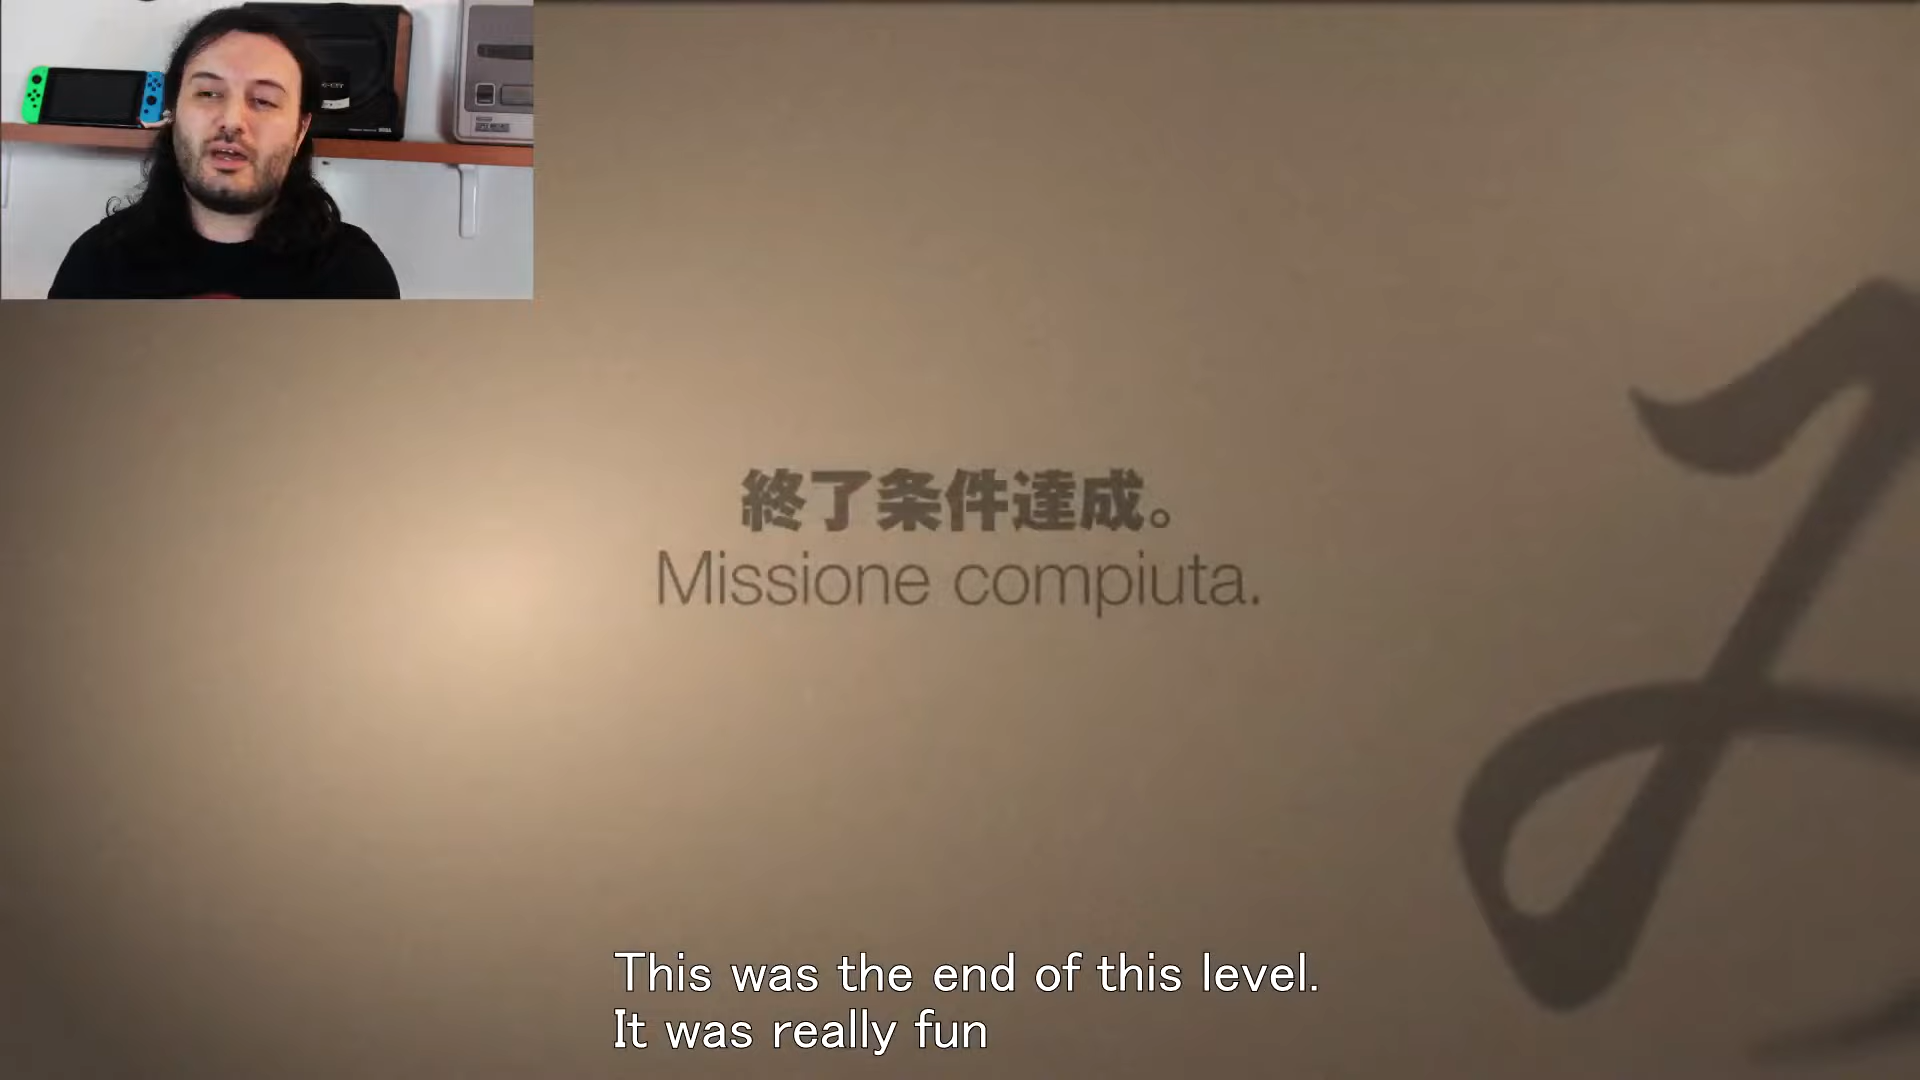 終了条件達成。
Missione compiuta.
This was the end of this level.
It was really fun